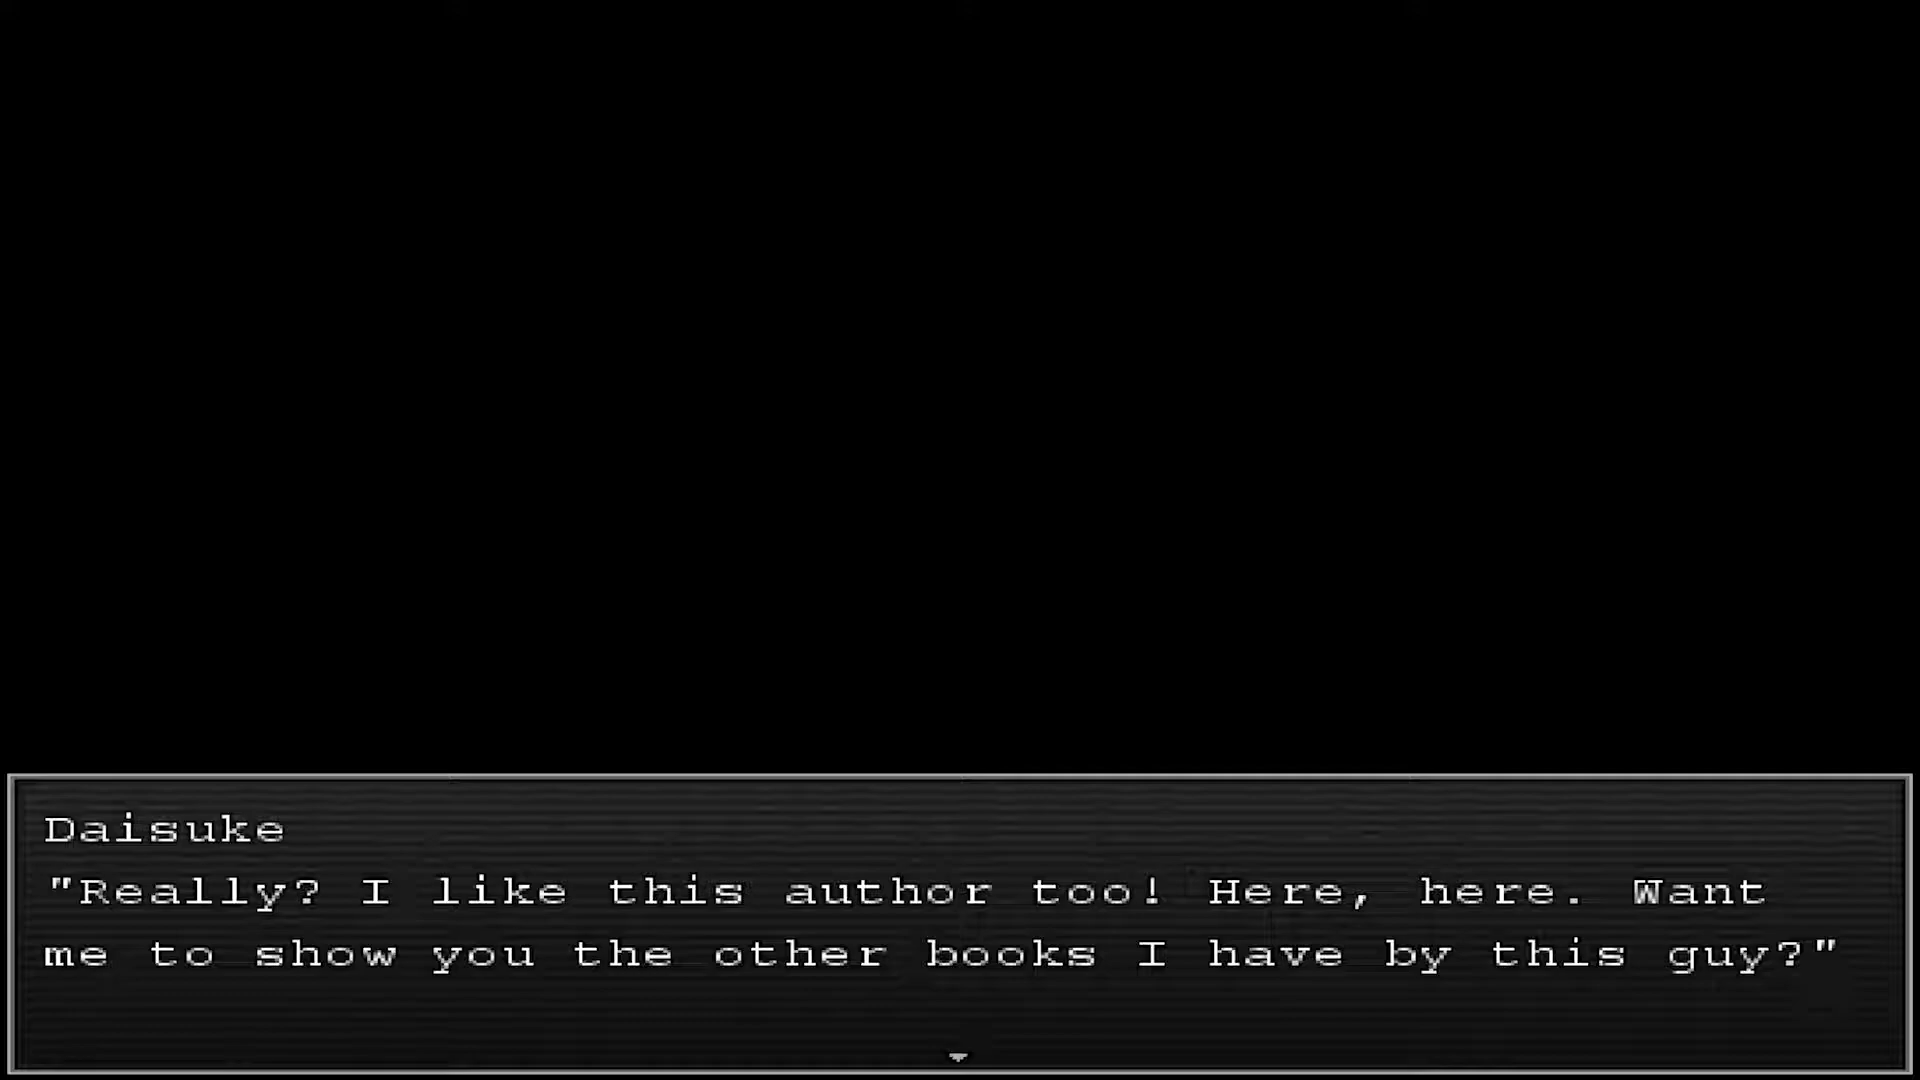 Daisuke
"Really? I like this author too! Here, here. Want
me to show you the other books I have by this guy?"